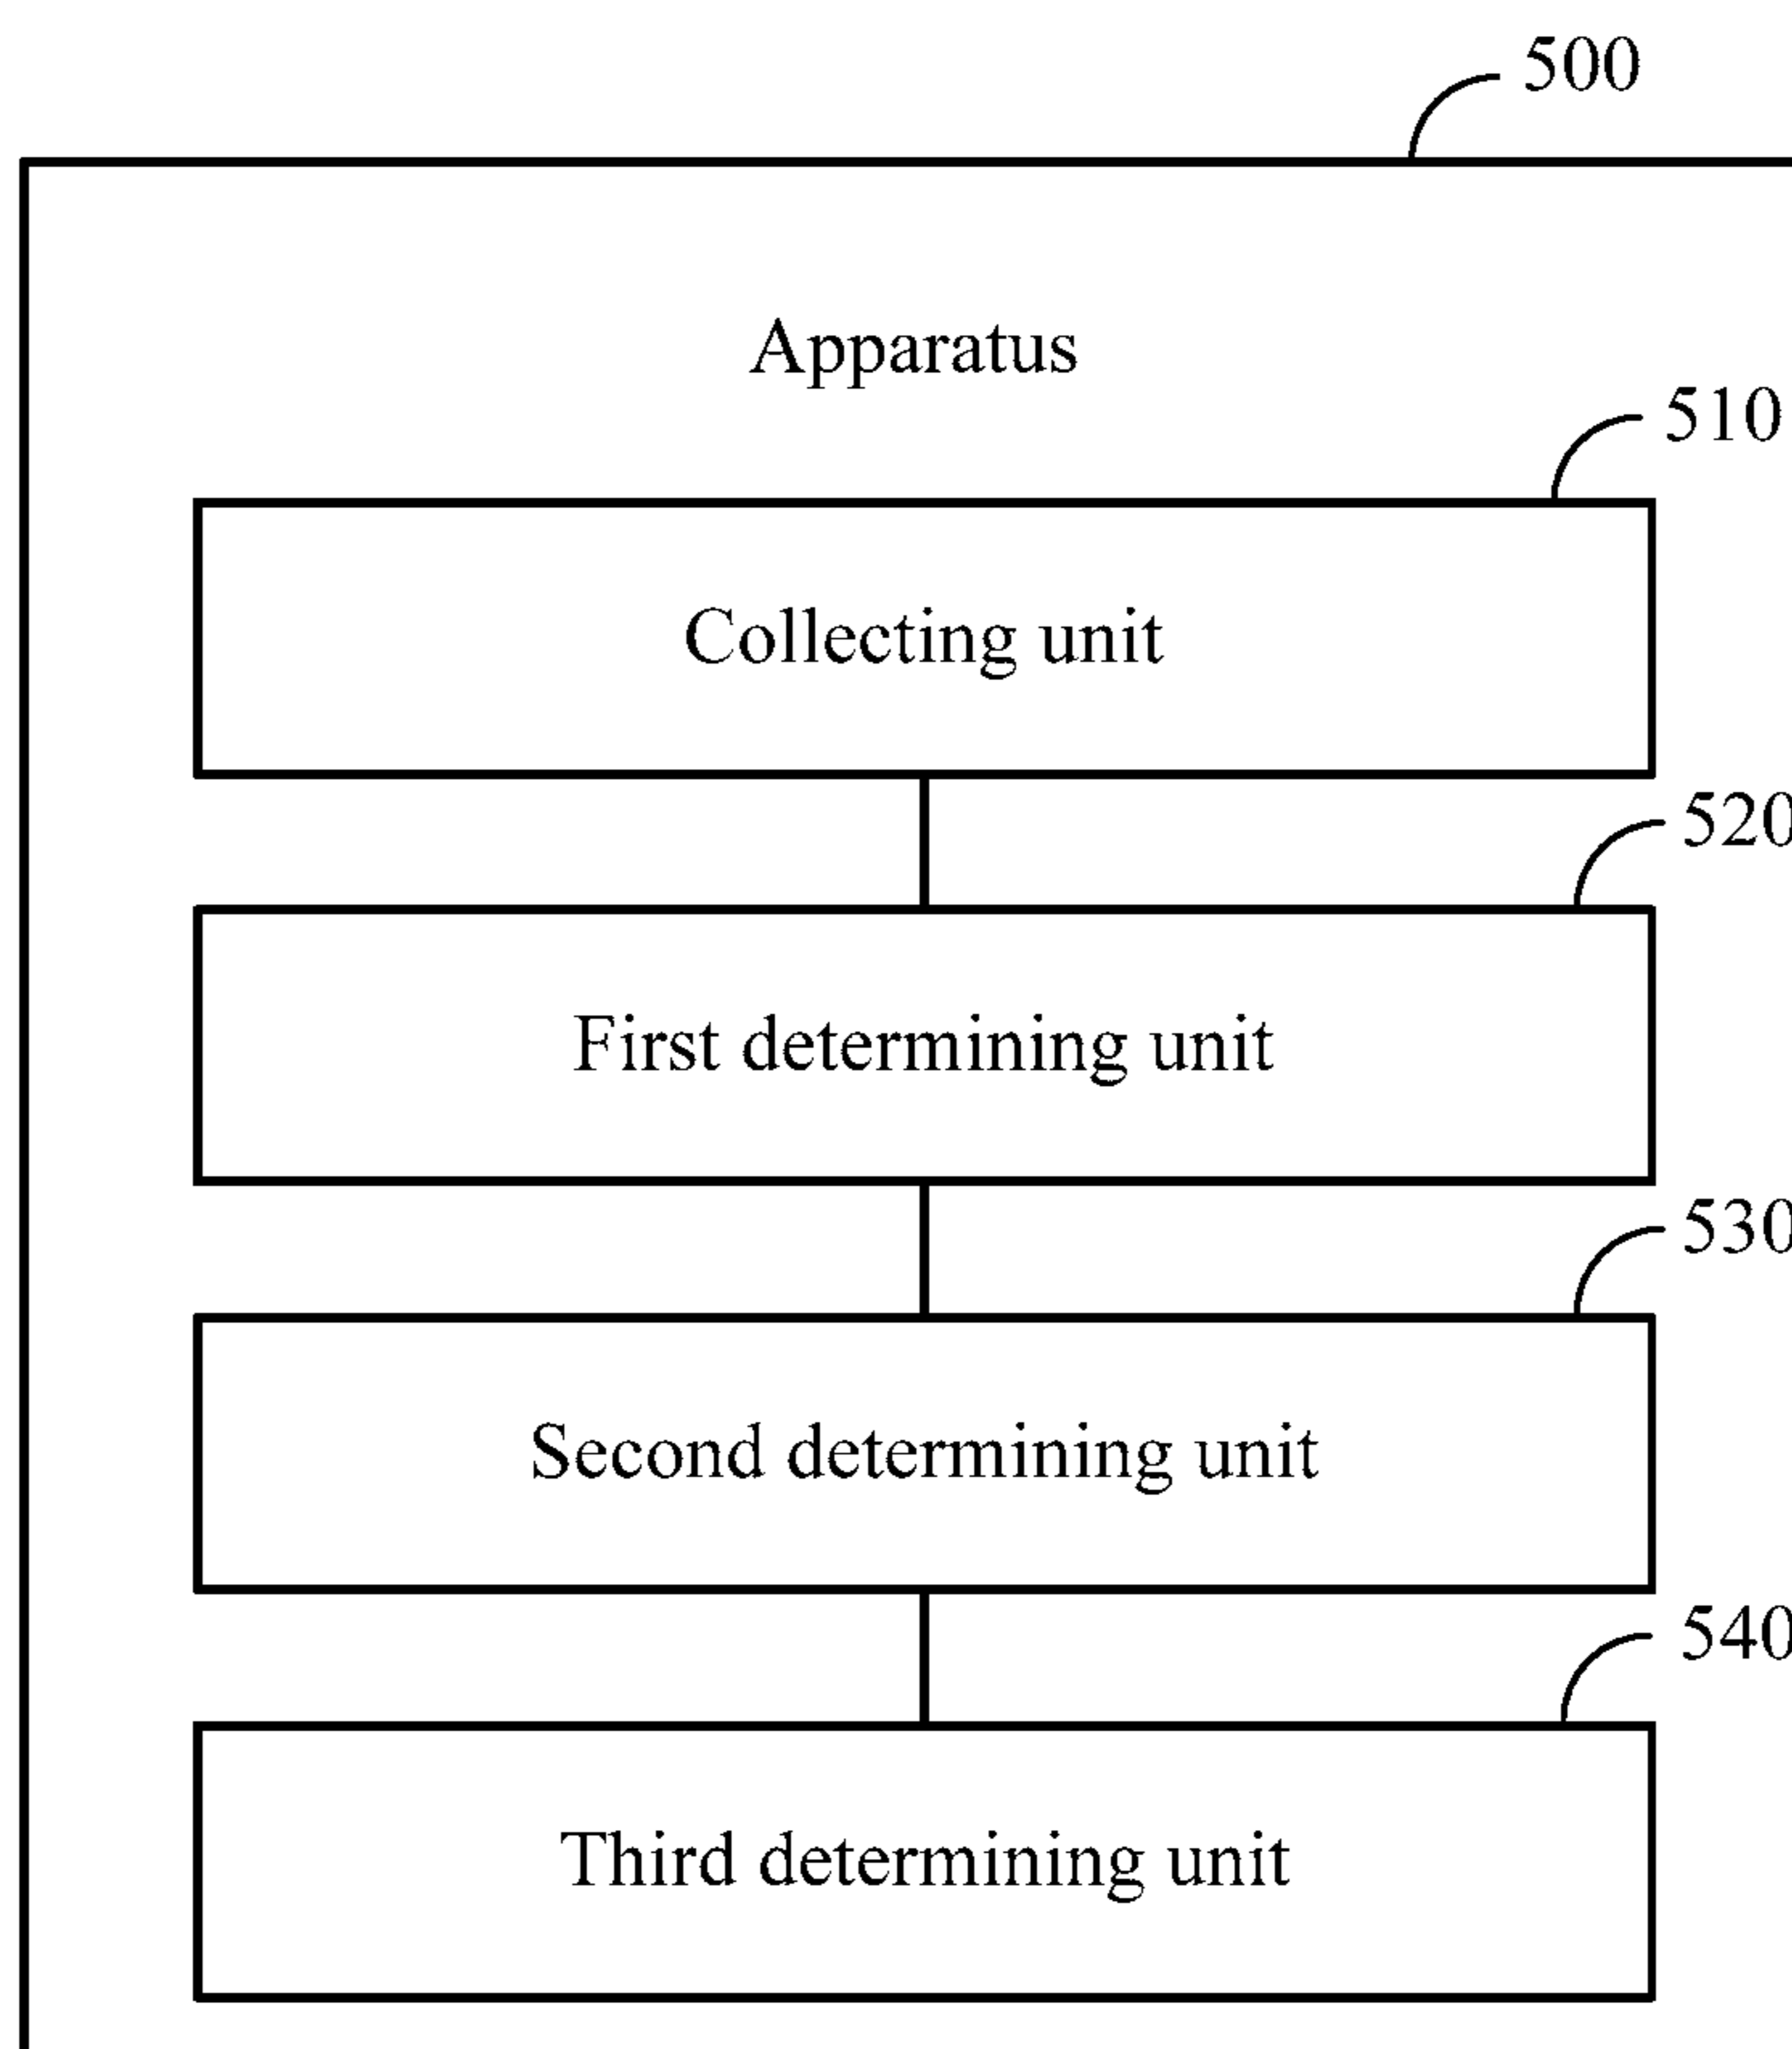 500
Apparatus
510
Collecting unit
520
First determining unit
530
Second determining unit
540
Third determining unit